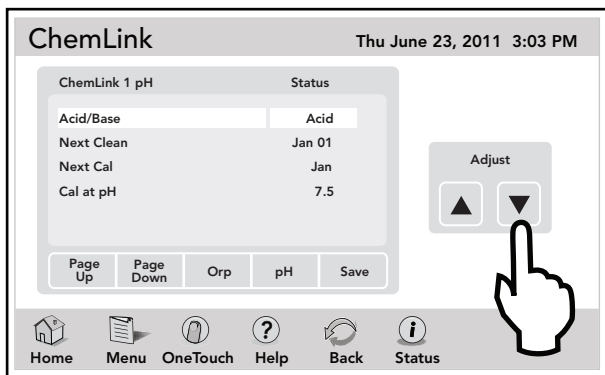 ChemLink Thu June 23, 2011 3:03 PM
ChemLink 1 pH Status
Acid/Base Acid
Next Clean Jan 01
Next Cal Jan
Cal at pH 7.5
Adjust
Page Up Page Down Orp pH Save
Home Menu OneTouch Help Back Status